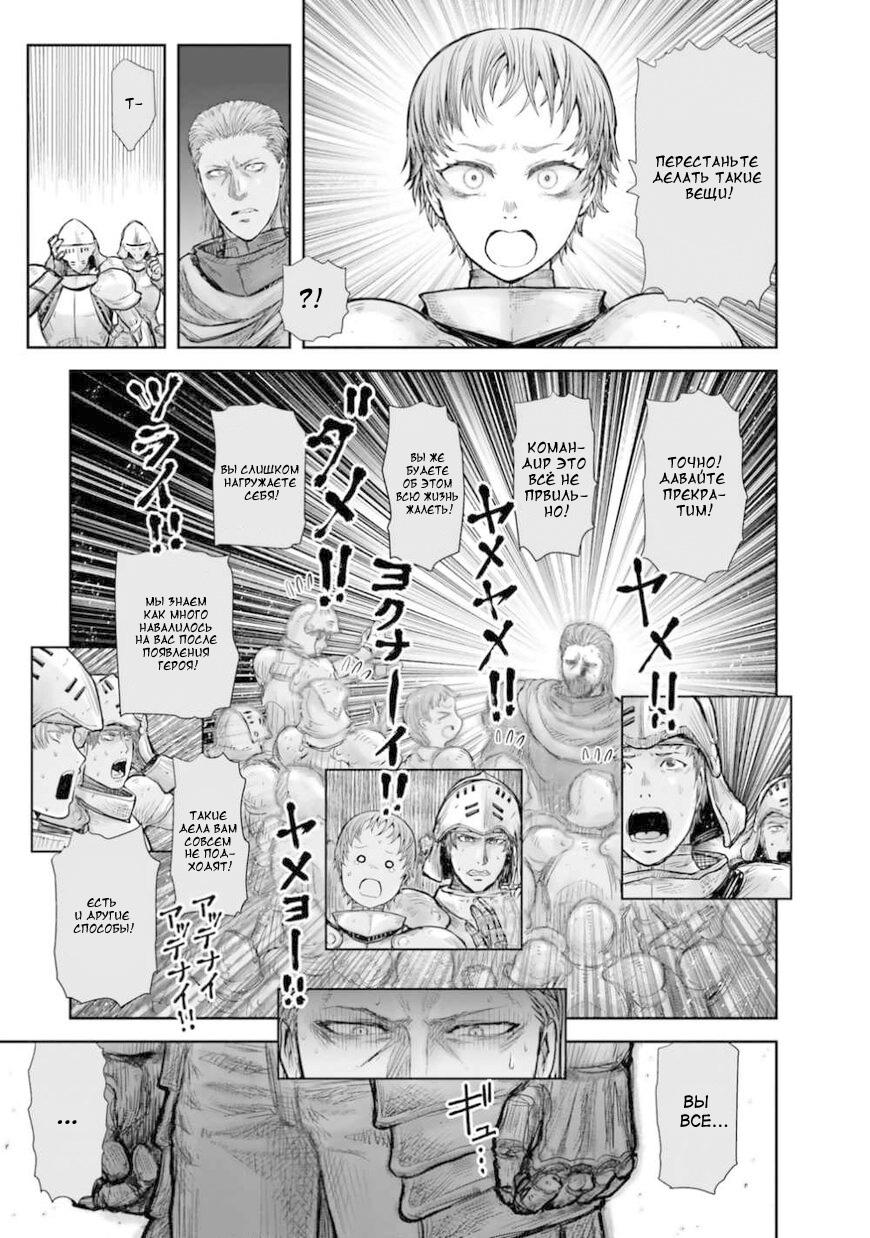 ПЕРЕСТАНЬТЕ
ДЕЛАТЬ ТАКИЕ
ВЕЩИ!
?!
Т-
ТОЧНО!
ДАВАЙТЕ
ПРЕКРА-
ТИМ!
КОМАН-
ДИР ЭТО
ВСЁ НЕ
ПРВИЛЬ-
НО!
ВЫ ЖЕ
БУДЕТЕ
ОБ ЭТОМ
ВСЮ ЖИЗНЬ
ЖАЛЕТЬ!
ВЫ СЛИШКОМ
НАГРУЖАЕТЕ
СЕБЯ!
МЫ ЗНАЕМ
КАК МНОГО
НАВАЛИЛОСЬ
НА ВАС ПОСЛЕ
ПОЯВЛЕНИЯ
ГЕРОЯ!
ヤメ!!
ヤメヤメ!!
ダメ!!
ツライ!!
ヨクナーイ!!
ヤメヨー!!
ТАКИЕ
ДЕЛА ВАМ
СОВСЕМ
НЕ ПОД-
ХОДЯТ!
ЕСТЬ
И ДРУГИЕ
СПОСОБЫ!
アッテナイ
アッテナイ!!
ВЫ
ВСЕ...
ギュ…
...